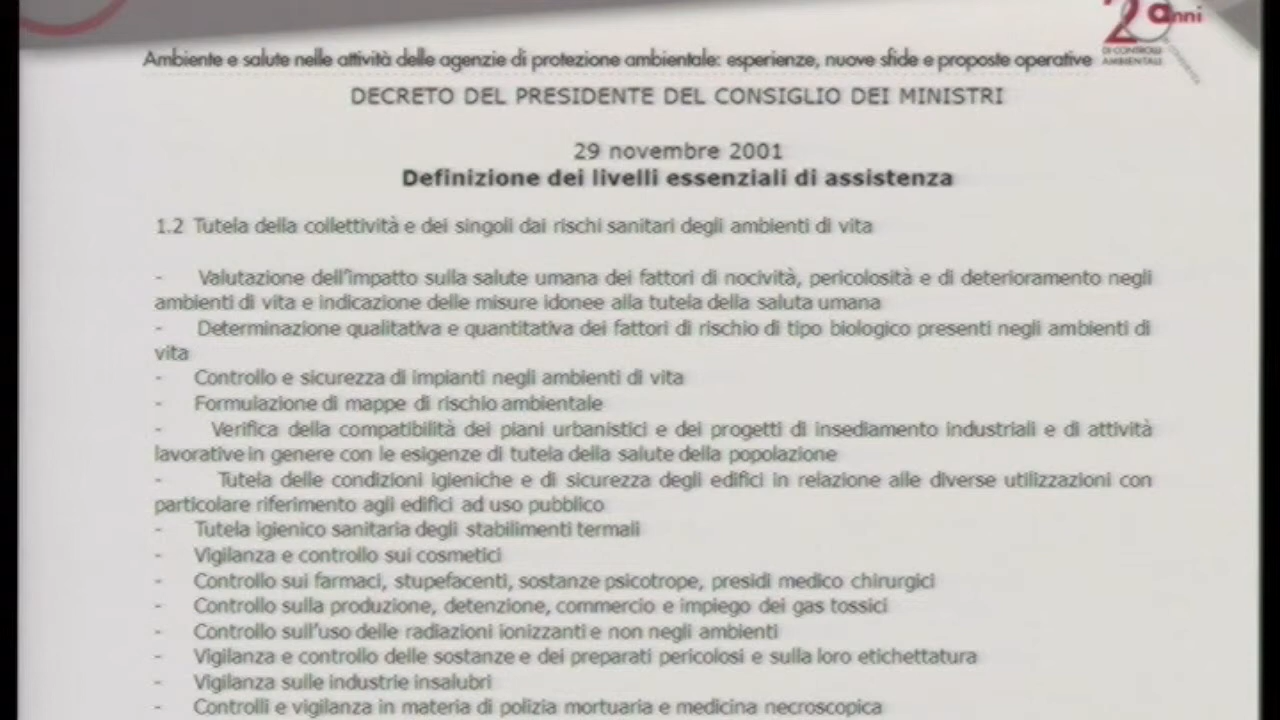 20 anni
DI CONTROLLI
AMBIENTALI
Ambiente e salute nelle attività delle agenzie di protezione ambientale: esperienze, nuove sfide e proposte operative
DECRETO DEL PRESIDENTE DEL CONSIGLIO DEI MINISTRI
29 novembre 2001
Definizione dei livelli essenziali di assistenza
1.2 Tutela della collettività e dei singoli dai rischi sanitari degli ambienti di vita
- Valutazione dell'impatto sulla salute umana dei fattori di nocività, pericolosità e di deterioramento negli
ambienti di vita e indicazione delle misure idonee alla tutela della saluta umana
- Determinazione qualitativa e quantitativa dei fattori di rischio di tipo biologico presenti negli ambienti di
vita
- Controllo e sicurezza di impianti negli ambienti di vita
- Formulazione di mappe di rischio ambientale
- Verifica della compatibilità dei piani urbanistici e dei progetti di insediamento industriali e di attività
lavorative in genere con le esigenze di tutela della salute della popolazione
- Tutela delle condizioni igieniche e di sicurezza degli edifici in relazione alle diverse utilizzazioni con
particolare riferimento agli edifici ad uso pubblico
- Tutela igienico sanitaria degli stabilimenti termali
- Vigilanza e controllo sui cosmetici
- Controllo sui farmaci, stupefacenti, sostanze psicotrope, presidi medico chirurgici
- Controllo sulla produzione, detenzione, commercio e impiego dei gas tossici
- Controllo sull'uso delle radiazioni ionizzanti e non negli ambienti
- Vigilanza e controllo delle sostanze e dei preparati pericolosi e sulla loro etichettatura
- Vigilanza sulle industrie insalubri
- Controlli e vigilanza in materia di polizia mortuaria e medicina necroscopica